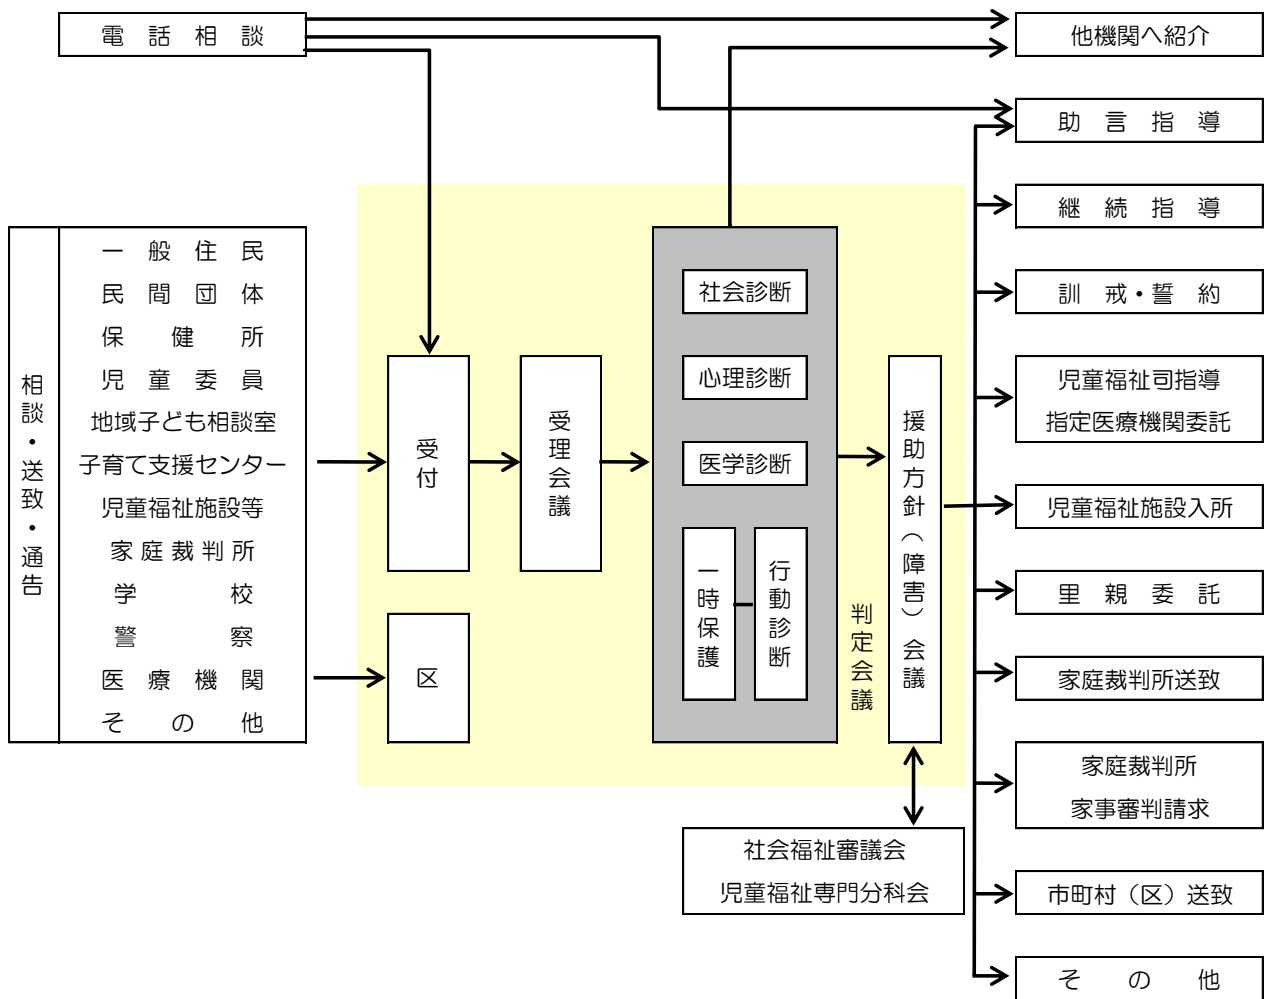 電話相談
相談・送致・通告
一般住民
民間団体
保健所
児童委員
地域子ども相談室
子育て支援センター
児童福祉施設等
家庭裁判所
学校
警察
医療機関
その他
受付
区
受理会議
社会診断
心理診断
医学診断
一時保護
行動診断
判定会議
援助方針（障害）会議
社会福祉審議会
児童福祉専門分科会
他機関へ紹介
助言指導
継続指導
訓戒・誓約
児童福祉司指導
指定医療機関委託
児童福祉施設入所
里親委託
家庭裁判所送致
家庭裁判所
家事審判請求
市町村（区）送致
その他